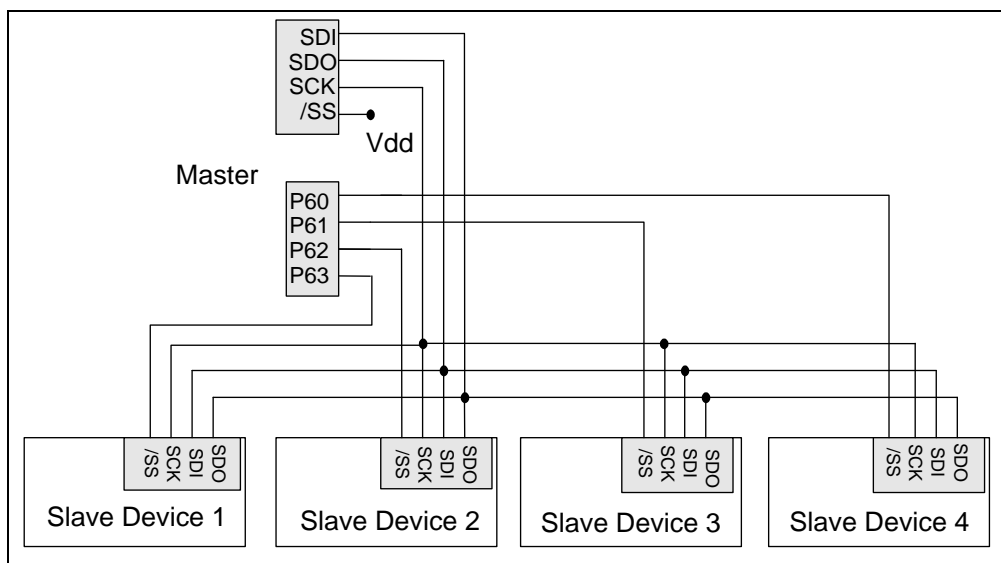 SDI
SDO
SCK
/SS
Vdd
Master
P60
P61
P62
P63
/SS
SCK
SDI
SDO
Slave Device 1
/SS
SCK
SDI
SDO
Slave Device 2
/SS
SCK
SDI
SDO
Slave Device 3
/SS
SCK
SDI
SDO
Slave Device 4